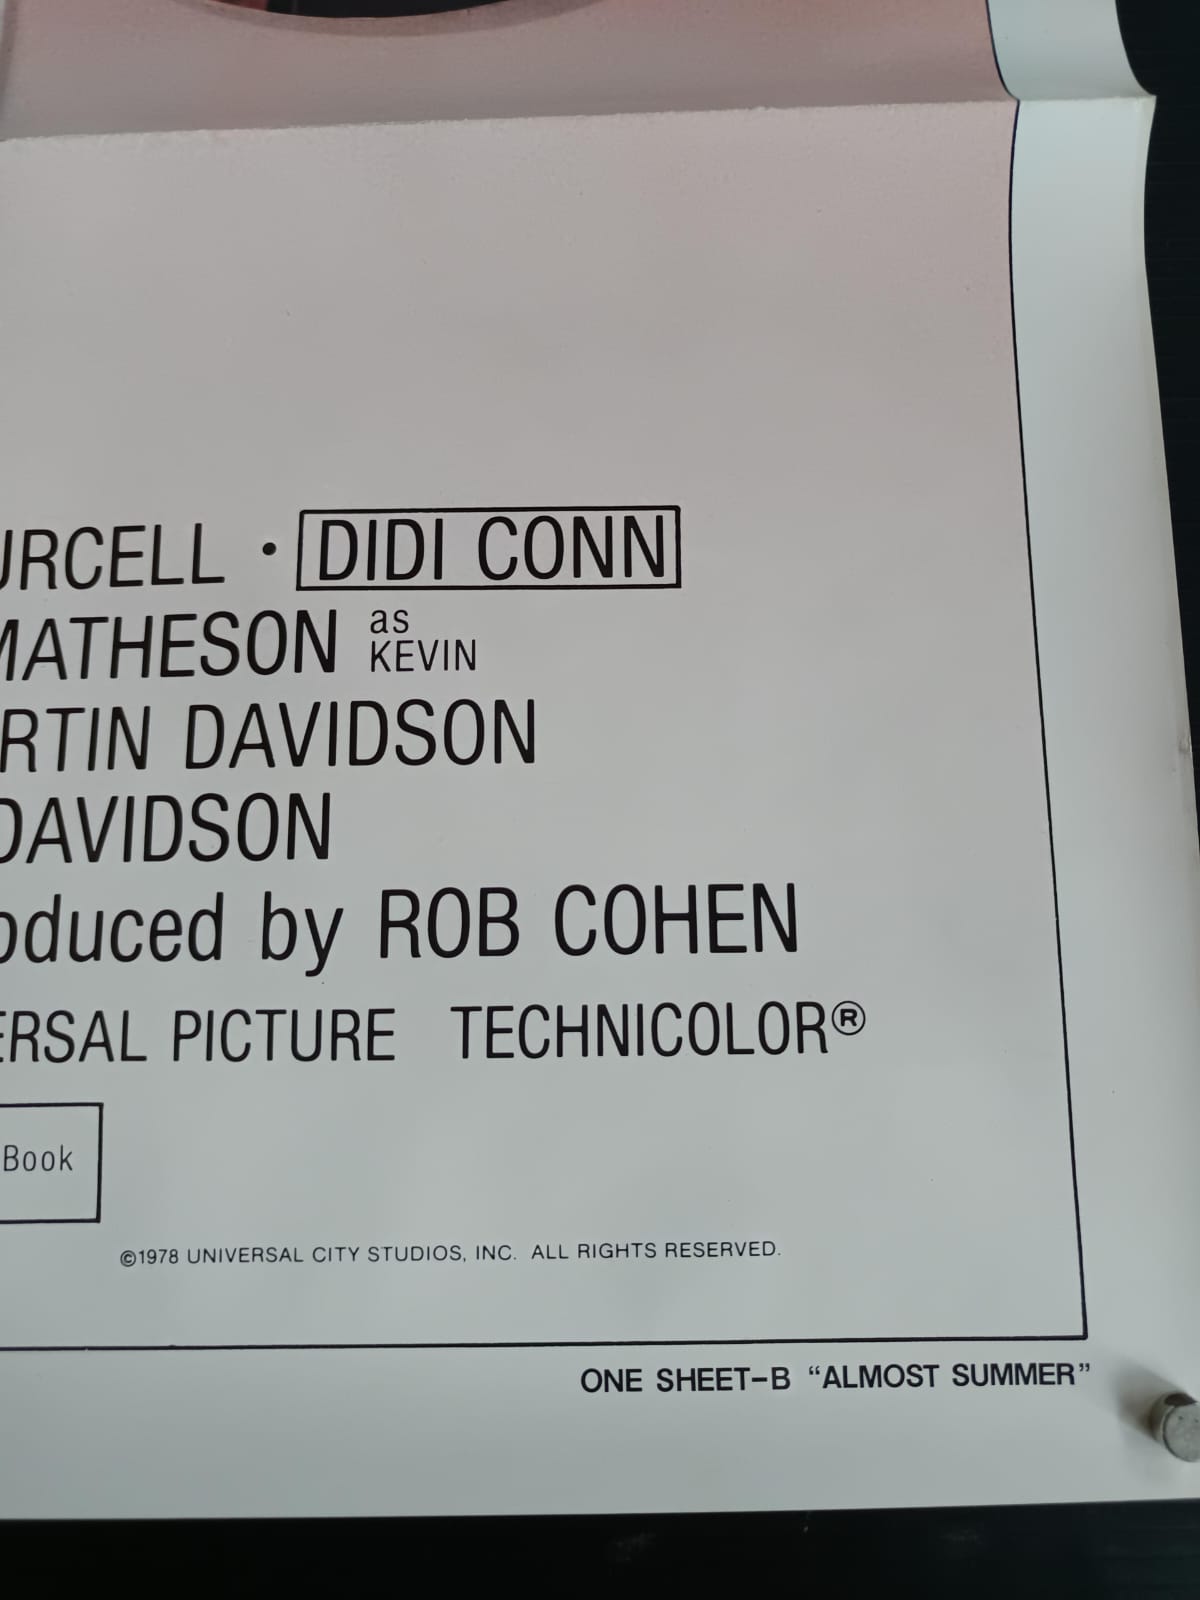 URCELL · DIDI CONN
MATHESON as KEVIN
RTIN DAVIDSON
DAVIDSON
oduced by ROB COHEN
ERSAL PICTURE TECHNICOLOR®
Book
©1978 UNIVERSAL CITY STUDIOS, INC. ALL RIGHTS RESERVED.
ONE SHEET–B “ALMOST SUMMER”